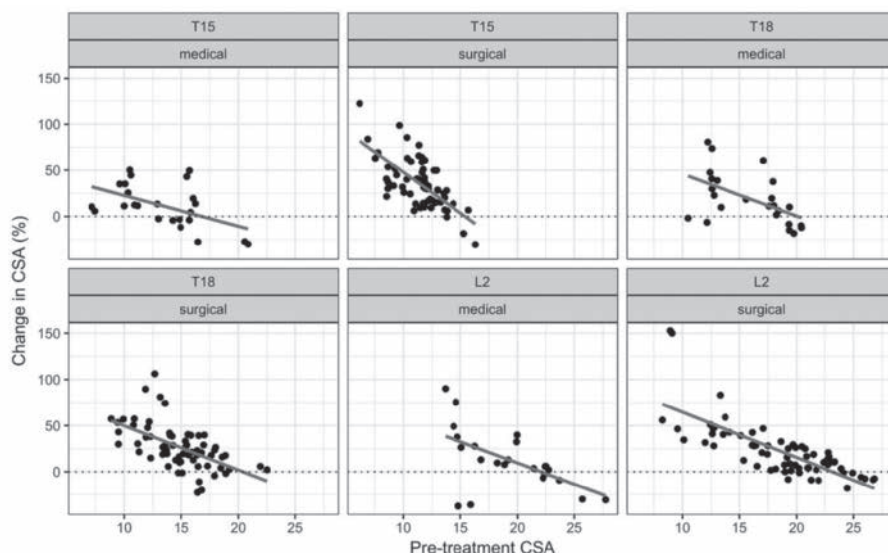 T15 T15 T18
medical surgical medical
150
100
50
0
T18 L2 L2
surgical medical surgical
150
100
50
0
10 15 20 25 10 15 20 25 10 15 20 25
Change in CSA (%)
Pre-treatment CSA